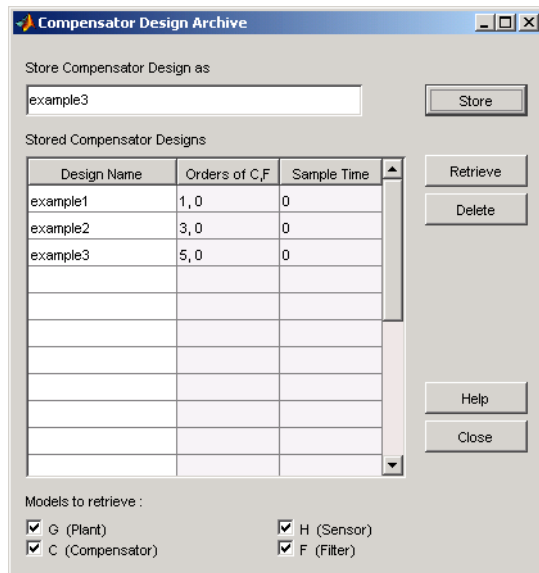 Compensator Design Archive
Store Compensator Design as
example3
Store
Stored Compensator Designs
Design Name Orders of C,F Sample Time
Retrieve
example1 1, 0 0
Delete
example2 3, 0 0
example3 5, 0 0
Help
Close
Models to retrieve :
G (Plant) H (Sensor)
C (Compensator) F (Filter)